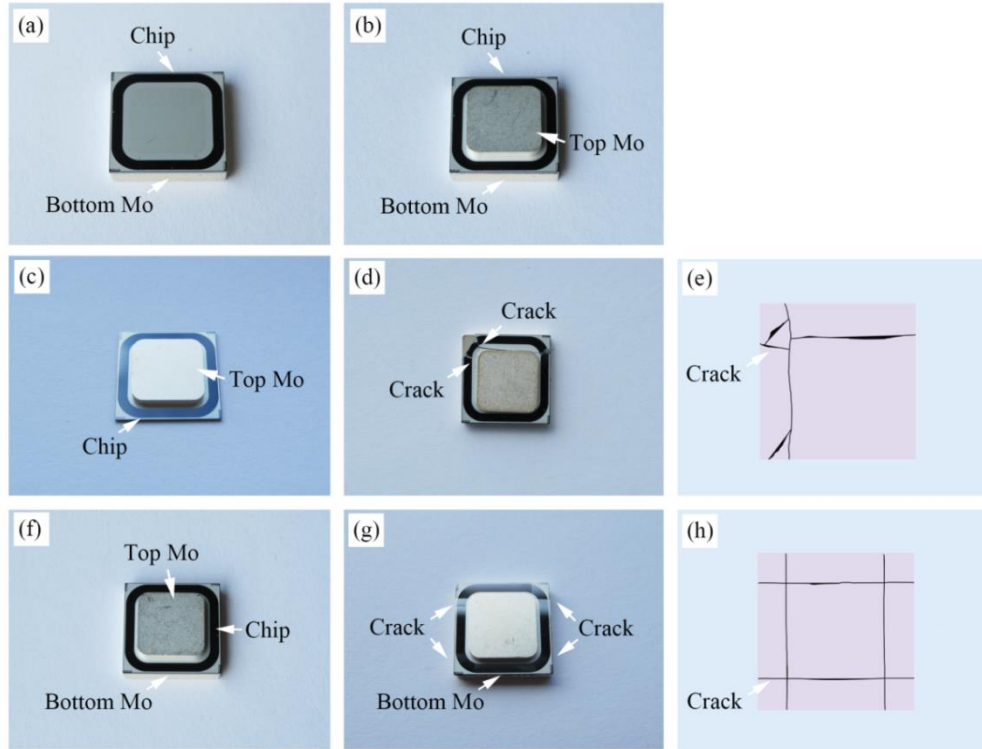 (a)
Chip
Bottom Mo
(b)
Chip
Top Mo
Bottom Mo
(c)
Top Mo
Chip
(d)
Crack
Crack
(e)
Crack
(f)
Top Mo
Chip
Bottom Mo
(g)
Crack
Crack
Bottom Mo
(h)
Crack